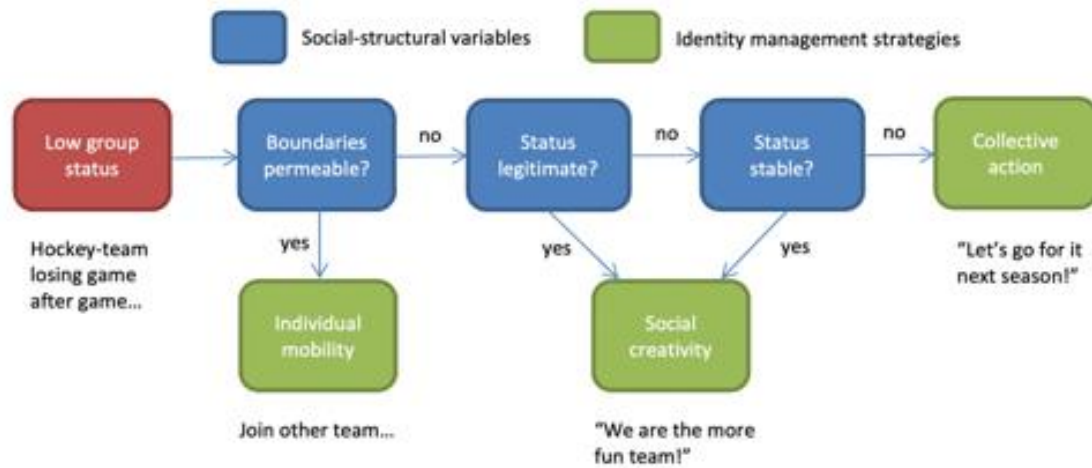 Social-structural variables
Identity management strategies
Low group
status
Boundaries
permeable?
no
Status
legitimate?
no
Status
stable?
no
Collective
action
Hockey-team
losing game
after game...
yes
yes
yes
"Let's go for it
next season!"
Individual
mobility
Social
creativity
Join other team...
"We are the more
fun team!"